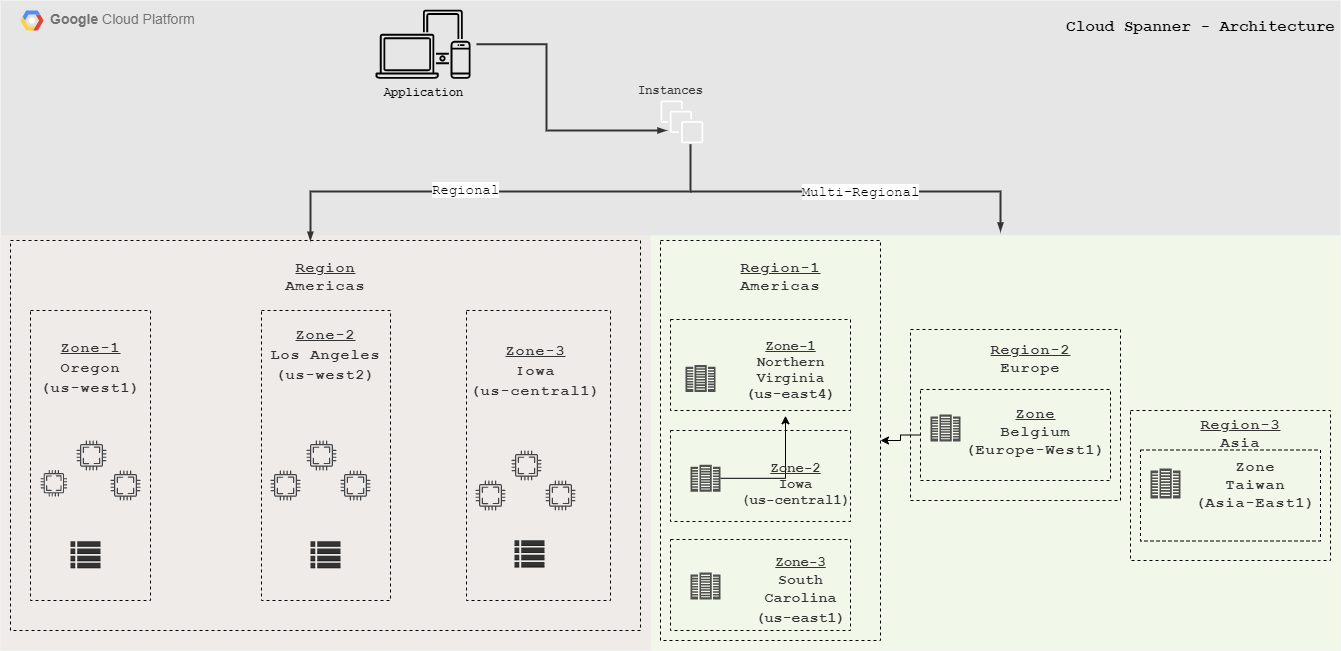 Google Cloud Platform
Cloud Spanner - Architecture
Application
Instances
Regional
Multi-Regional
Region
Americas
Zone-1
Oregon
(us-west1)
Zone-2
Los Angeles
(us-west2)
Zone-3
Iowa
(us-central1)
Region-1
Americas
Zone-1
Northern
Virginia
(us-east4)
Zone-2
Iowa
(us-central1)
Zone-3
South
Carolina
(us-east1)
Region-2
Europe
Zone
Belgium
(Europe-West1)
Region-3
Asia
Zone
Taiwan
(Asia-East1)